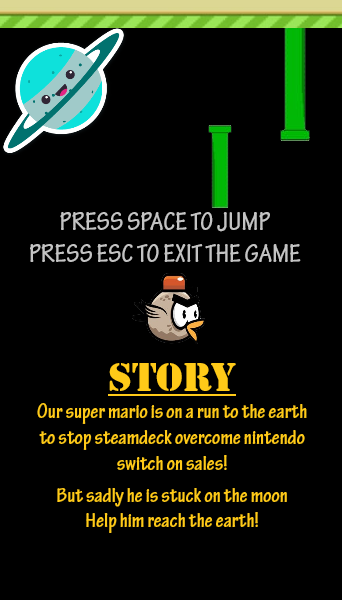 PRESS SPACE TO JUMP
PRESS ESC TO EXIT THE GAME
STORY
Our super mario is on a run to the earth
to stop steamdeck overcome nintendo
switch on sales!
But sadly he is stuck on the moon
Help him reach the earth!